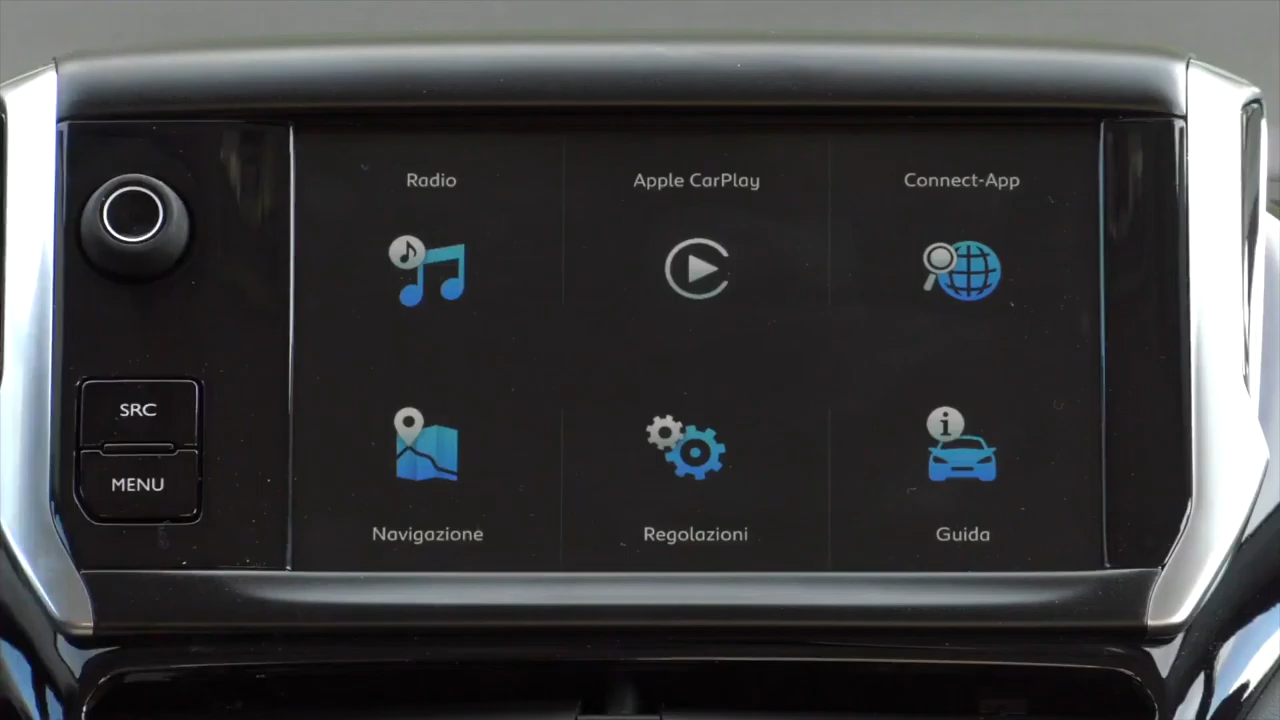 Radio
Apple CarPlay
Connect-App
SRC
MENU
Navigazione
Regolazioni
Guida